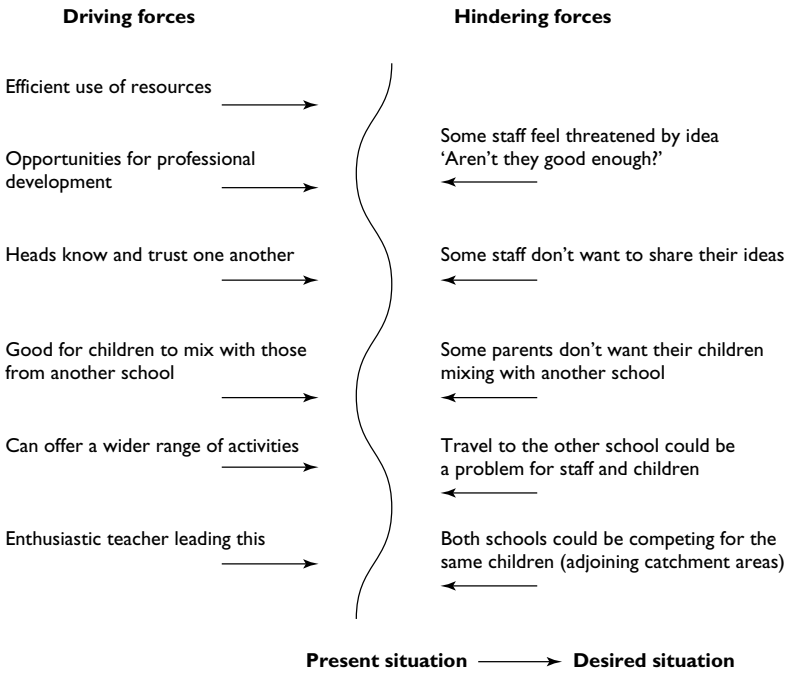 Driving forces
Hindering forces
Efficient use of resources
Opportunities for professional
development
Heads know and trust one another
Good for children to mix with those
from another school
Can offer a wider range of activities
Enthusiastic teacher leading this
Some staff feel threatened by idea
‘Aren’t they good enough?’
Some staff don’t want to share their ideas
Some parents don’t want their children
mixing with another school
Travel to the other school could be
a problem for staff and children
Both schools could be competing for the
same children (adjoining catchment areas)
Present situation
Desired situation